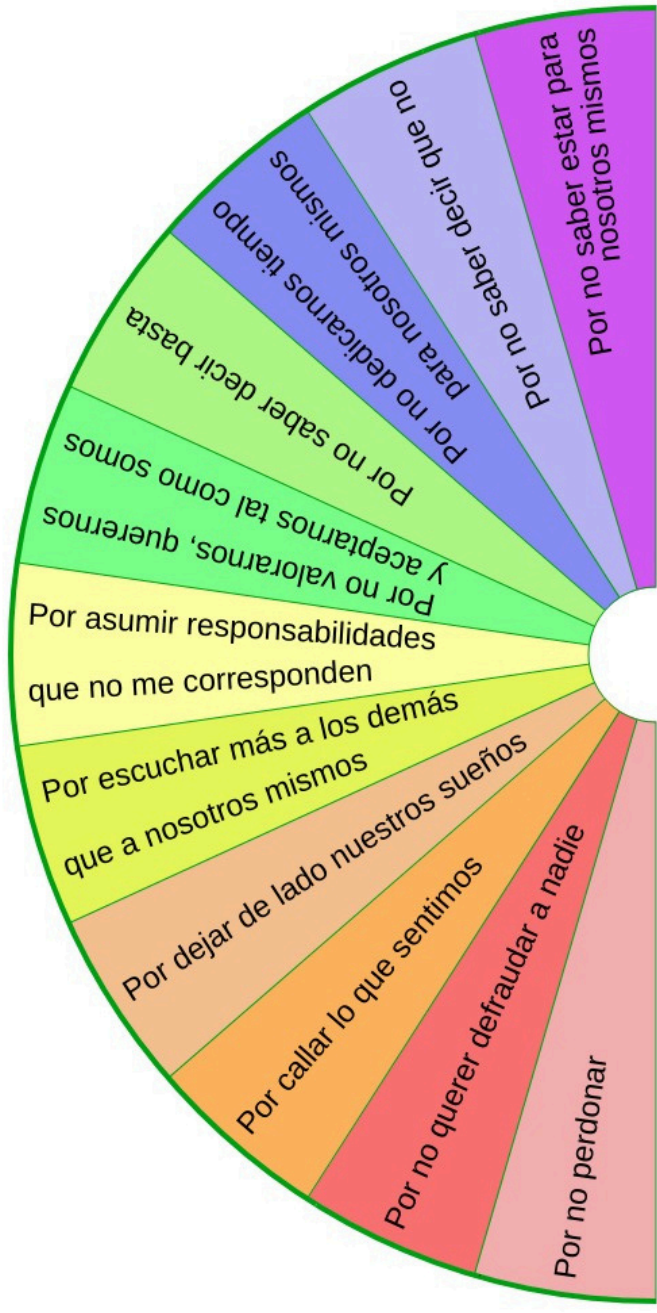 Por no saber estar para
nosotros mismos
Por no saber decir que no
Por no dedicarnos tiempo
para nosotros mismos
Por no saber decir basta
Por no valorarnos, querernos
y aceptarnos tal como somos
Por asumir responsabilidades
que no me corresponden
Por escuchar más a los demás
que a nosotros mismos
Por dejar de lado nuestros sueños
Por callar lo que sentimos
Por no querer defraudar a nadie
Por no perdonar